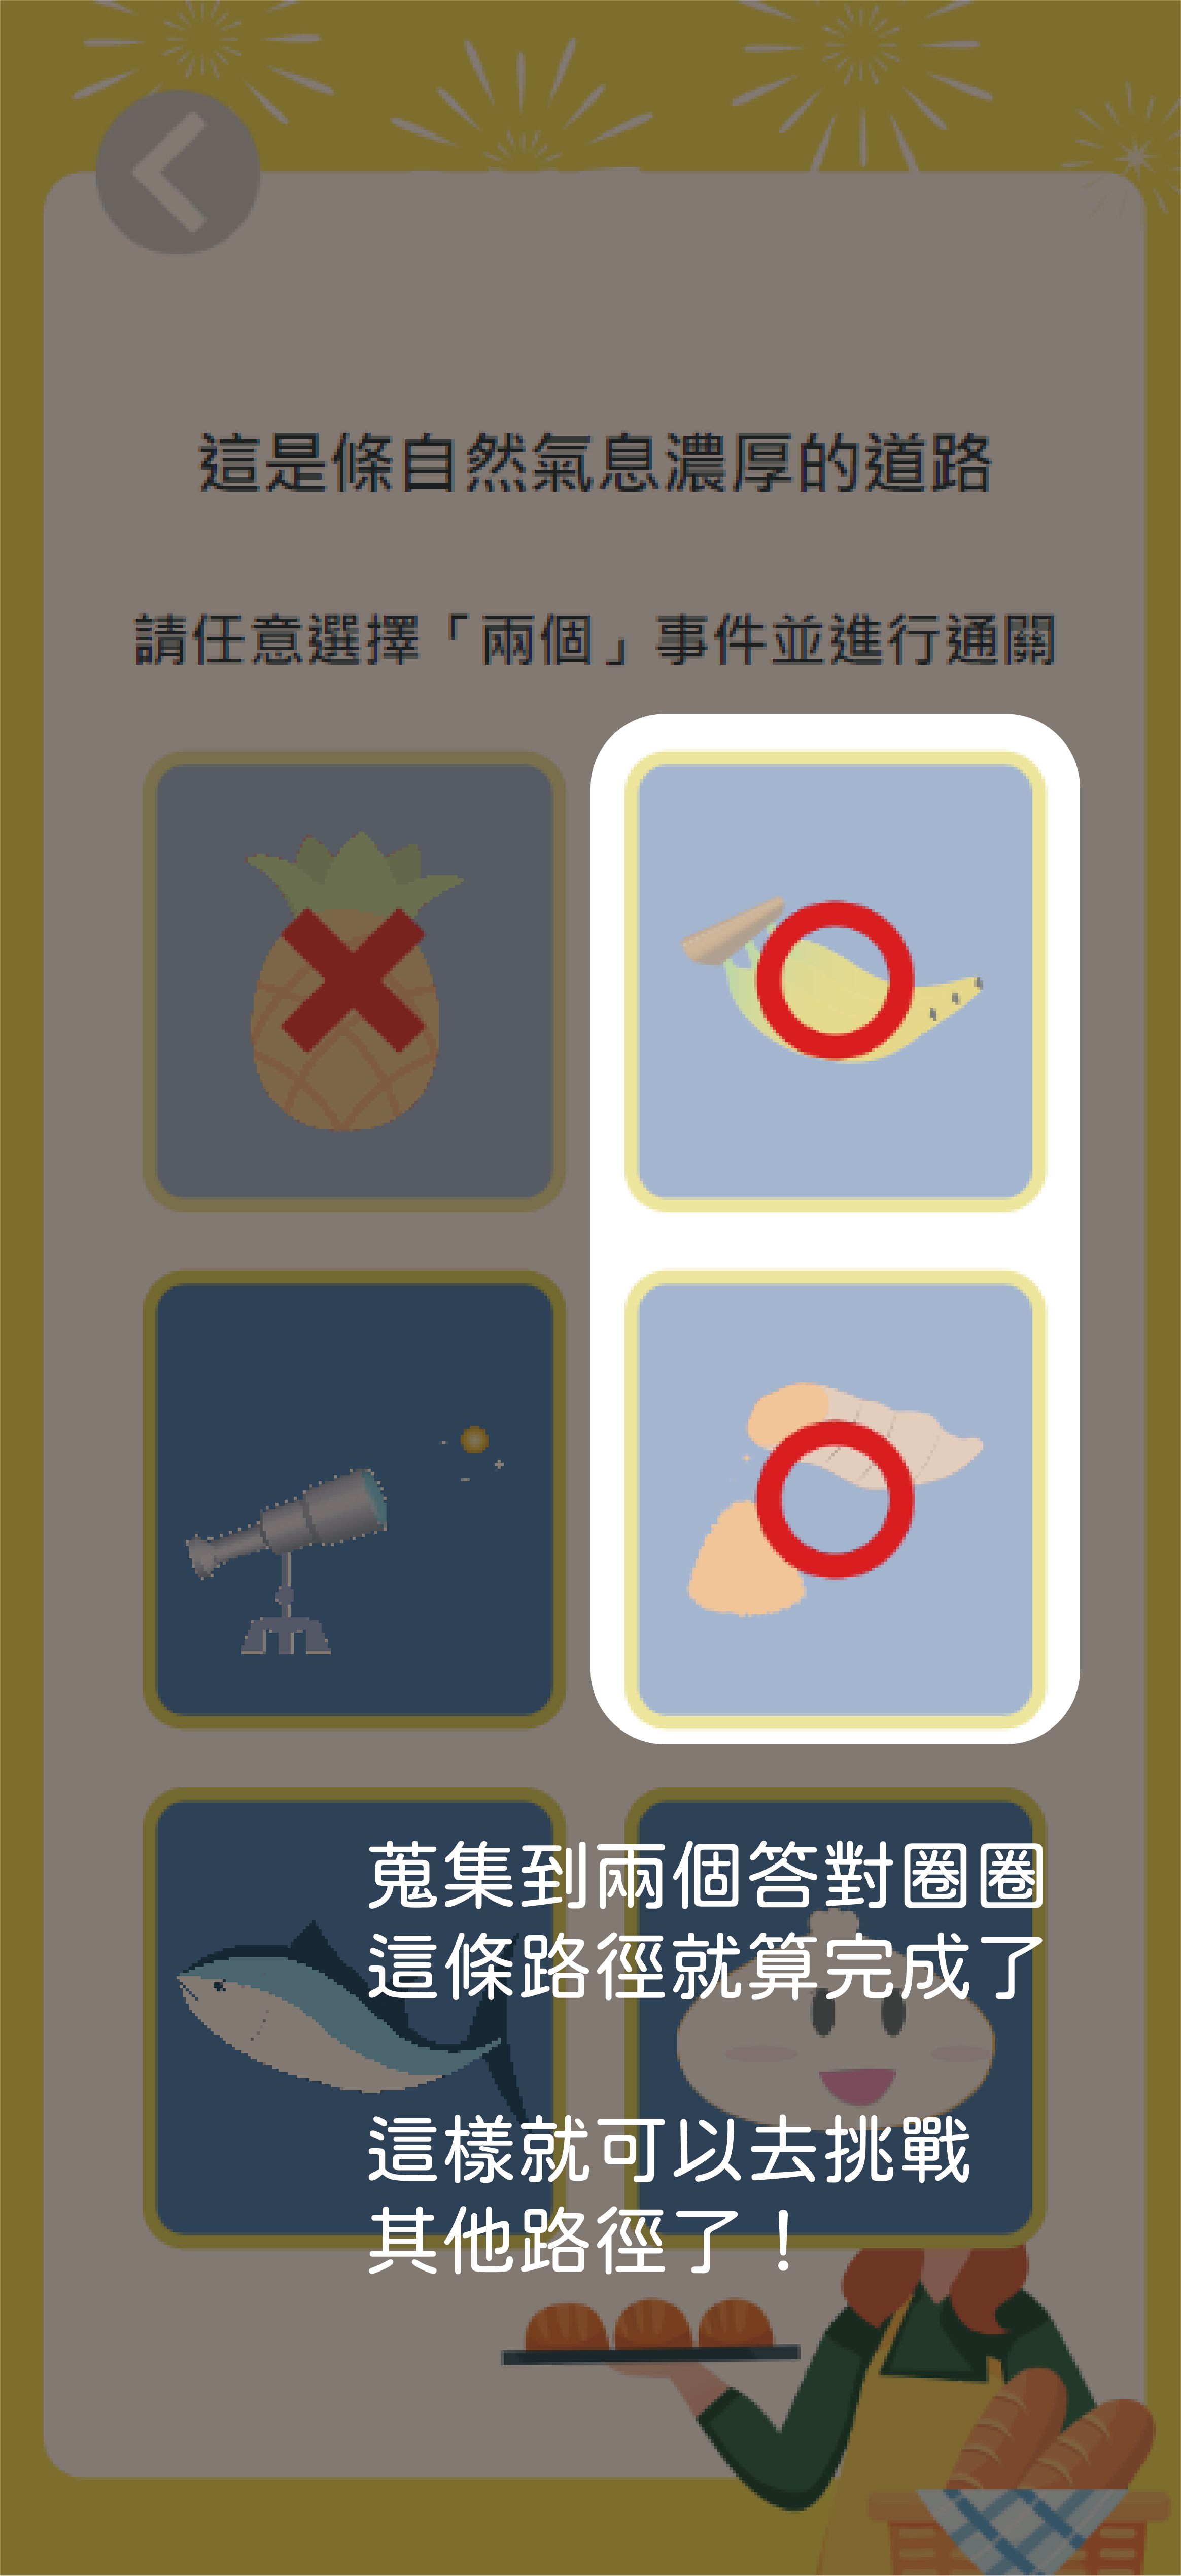 這是條自然氣息濃厚的道路
請任意選擇「兩個」事件並進行通關
蒐集到兩個答對圈圈
這條路徑就算完成了
這樣就可以去挑戰
其他路徑了！